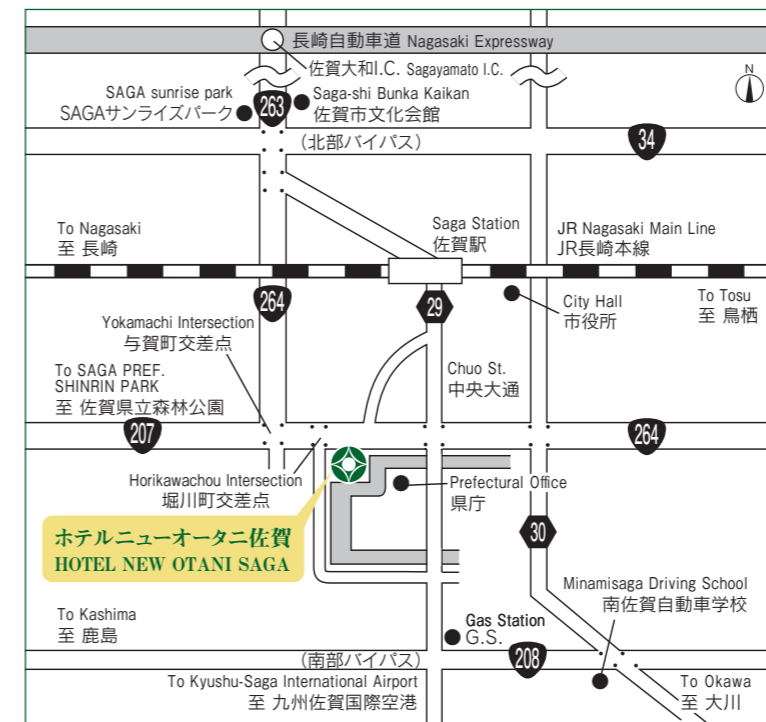 長崎自動車道 Nagasaki Expressway
佐賀大和I.C. Sagayamato I.C.
N
SAGA sunrise park
SAGAサンライズパーク
263
Saga-shi Bunka Kaikan
佐賀市文化会館
(北部バイパス)
34
To Nagasaki
至 長崎
Saga Station
佐賀駅
JR Nagasaki Main Line
JR長崎本線
264
29
City Hall
市役所
To Tosu
至 鳥栖
Yokamachi Intersection
与賀町交差点
To SAGA PREF.
SHINRIN PARK
至 佐賀県立森林公園
Chuo St.
中央大通
207
264
Horikawachou Intersection
堀川町交差点
Prefectural Office
県庁
ホテルニューオータニ佐賀
HOTEL NEW OTANI SAGA
30
Minamisaga Driving School
南佐賀自動車学校
To Kashima
至 鹿島
Gas Station
G.S.
(南部バイパス)
208
To Kyushu-Saga International Airport
至 九州佐賀国際空港
To Okawa
至 大川